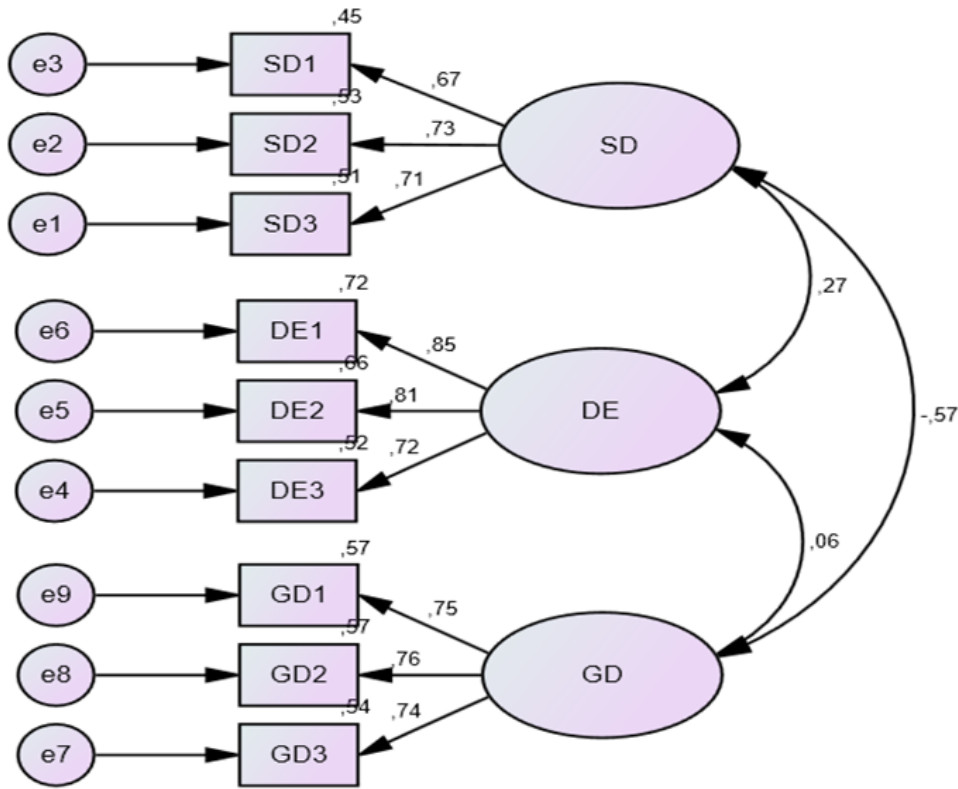 ,45
e3 SD1 ,67
,53
e2 SD2 ,73 SD
,51
e1 SD3 ,71
,27
,72
e6 DE1 ,85
,66
e5 DE2 ,81 DE
-,57
,52
e4 DE3 ,72
,06
,57
e9 GD1 ,75
,57
e8 GD2 ,76 GD
,54
e7 GD3 ,74